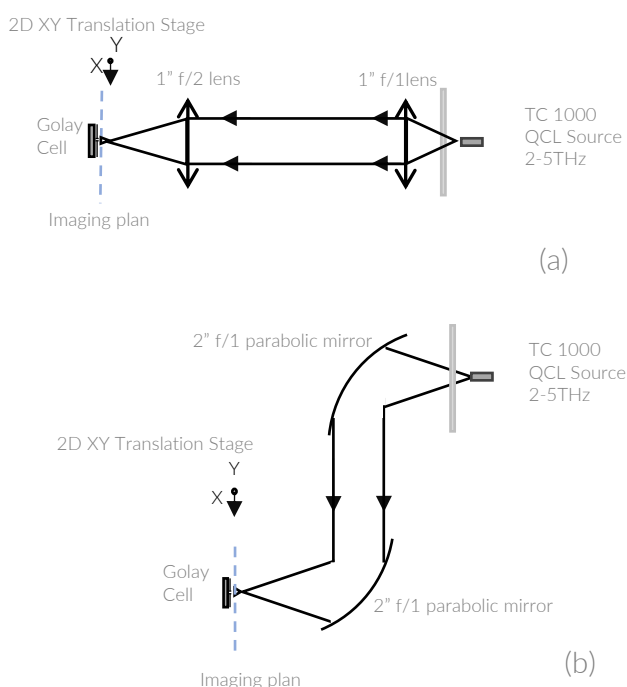 2D XY Translation Stage
Y
X
1” f/2 lens
1” f/1lens
Golay
Cell
TC 1000
QCL Source
2-5THz
Imaging plan
(a)
2” f/1 parabolic mirror
TC 1000
QCL Source
2-5THz
2D XY Translation Stage
Y
X
Golay
Cell
2” f/1 parabolic mirror
(b)
Imaging plan